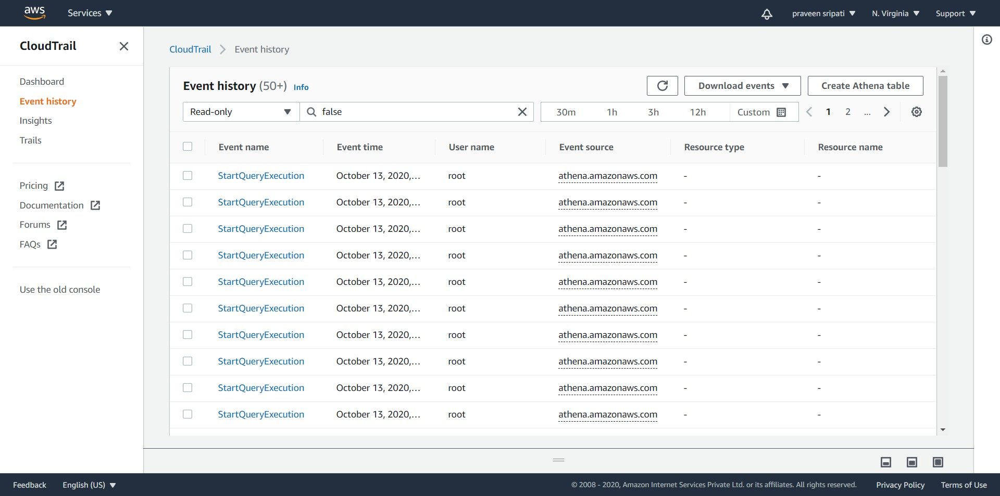 aws Services praveen sripati N. Virginia Support
CloudTrail
Dashboard
Event history
Insights
Trails
Pricing
Documentation
Forums
FAQs
Use the old console
CloudTrail Event history
Event history (50+) Info Download events Create Athena table
Read-only false 30m 1h 3h 12h Custom 1 2 ...
Event name Event time User name Event source Resource type Resource name
StartQueryExecution October 13, 2020,... root athena.amazonaws.com - -
StartQueryExecution October 13, 2020,... root athena.amazonaws.com - -
StartQueryExecution October 13, 2020,... root athena.amazonaws.com - -
StartQueryExecution October 13, 2020,... root athena.amazonaws.com - -
StartQueryExecution October 13, 2020,... root athena.amazonaws.com - -
StartQueryExecution October 13, 2020,... root athena.amazonaws.com - -
StartQueryExecution October 13, 2020,... root athena.amazonaws.com - -
StartQueryExecution October 13, 2020,... root athena.amazonaws.com - -
StartQueryExecution October 13, 2020,... root athena.amazonaws.com - -
StartQueryExecution October 13, 2020,... root athena.amazonaws.com - -
Feedback English (US) © 2008 - 2020, Amazon Internet Services Private Ltd. or its affiliates. All rights reserved. Privacy Policy Terms of Use